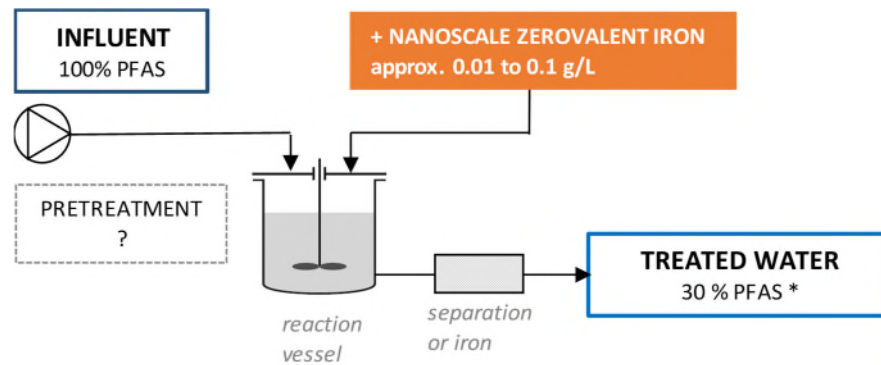 INFLUENT
100% PFAS
+ NANOSCALE ZEROVALENT IRON
approx. 0.01 to 0.1 g/L
PRETREATMENT
?
TREATED WATER
30 % PFAS *
reaction
vessel
separation
or iron